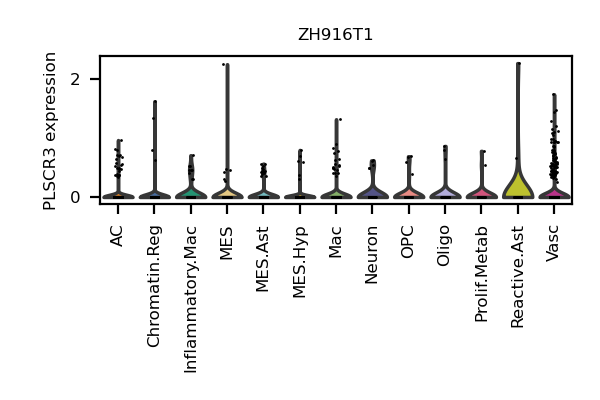 ZH916T1
PLSCR3 expression
2
0
AC
Chromatin.Reg
Inflammatory.Mac
MES
MES.Ast
MES.Hyp
Mac
Neuron
OPC
Oligo
Prolif.Metab
Reactive.Ast
Vasc